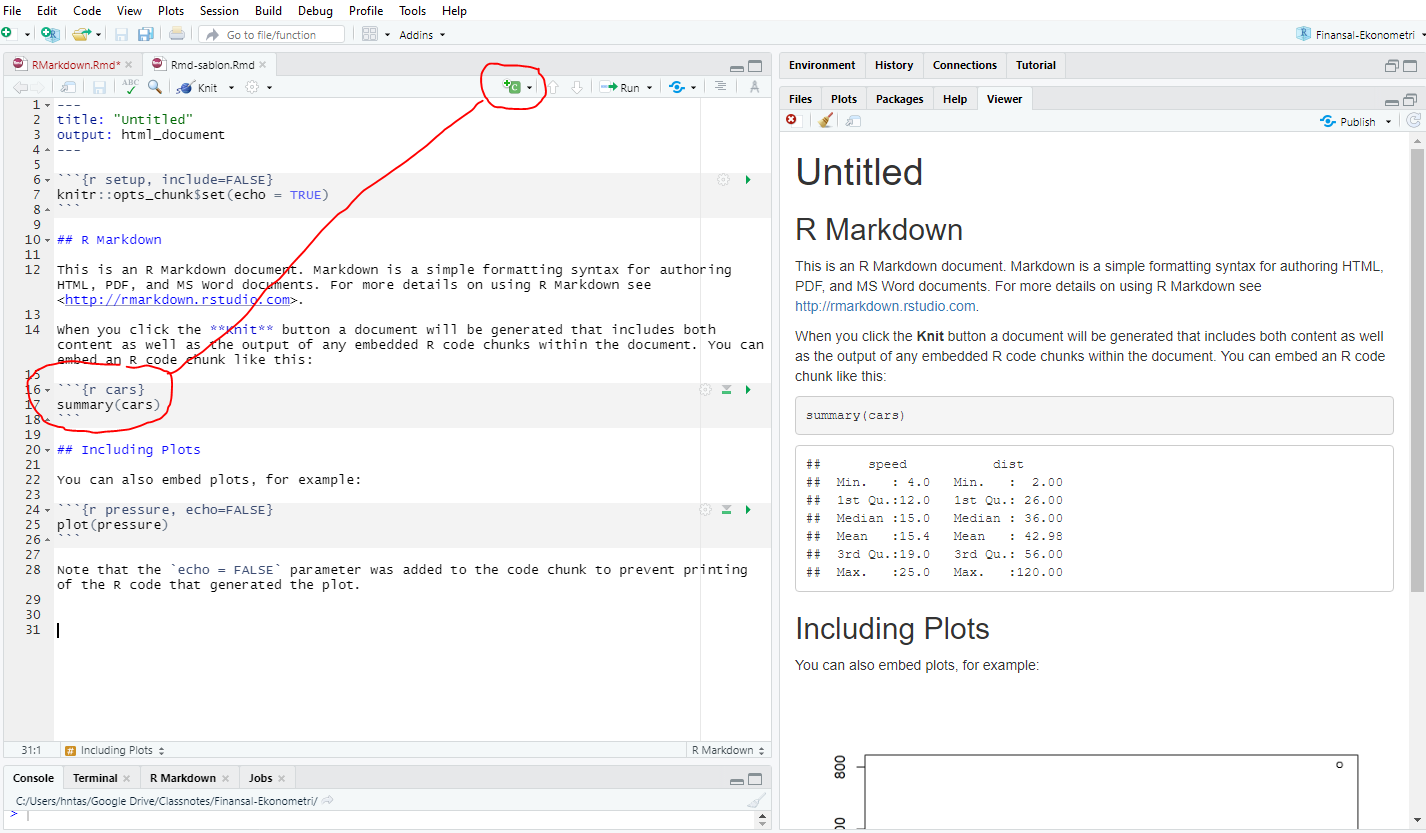 File Edit Code View Plots Session Build Debug Profile Tools Help
Go to file/function Addins Finansal-Ekonometri
RMarkdown.Rmd* Rmd-sablon.Rmd
ABC Knit C Run
1 ---
2 title: "Untitled"
3 output: html_document
4 ---
5
6 ```{r setup, include=FALSE}
7 knitr::opts_chunk$set(echo = TRUE)
8 ```
9
10 ## R Markdown
11
12 This is an R Markdown document. Markdown is a simple formatting syntax for authoring
HTML, PDF, and MS Word documents. For more details on using R Markdown see
<http://rmarkdown.rstudio.com>.
13
14 When you click the **Knit** button a document will be generated that includes both
content as well as the output of any embedded R code chunks within the document. You can
embed an R code chunk like this:
15
16 ```{r cars}
17 summary(cars)
18 ```
19
20 ## Including Plots
21
22 You can also embed plots, for example:
23
24 ```{r pressure, echo=FALSE}
25 plot(pressure)
26 ```
27
28 Note that the `echo = FALSE` parameter was added to the code chunk to prevent printing
of the R code that generated the plot.
29
30
31
31:1 # Including Plots R Markdown
Console Terminal R Markdown Jobs
C:/Users/hntas/Google Drive/Classnotes/Finansal-Ekonometri/
>
Environment History Connections Tutorial
Files Plots Packages Help Viewer
Publish
Untitled
R Markdown
This is an R Markdown document. Markdown is a simple formatting syntax for authoring HTML,
PDF, and MS Word documents. For more details on using R Markdown see
http://rmarkdown.rstudio.com.
When you click the Knit button a document will be generated that includes both content as well
as the output of any embedded R code chunks within the document. You can embed an R code
chunk like this:
summary(cars)
##      speed           dist
##  Min.   : 4.0   Min.   :  2.00
##  1st Qu.:12.0   1st Qu.: 26.00
##  Median :15.0   Median : 36.00
##  Mean   :15.4   Mean   : 42.98
##  3rd Qu.:19.0   3rd Qu.: 56.00
##  Max.   :25.0   Max.   :120.00
Including Plots
You can also embed plots, for example:
800